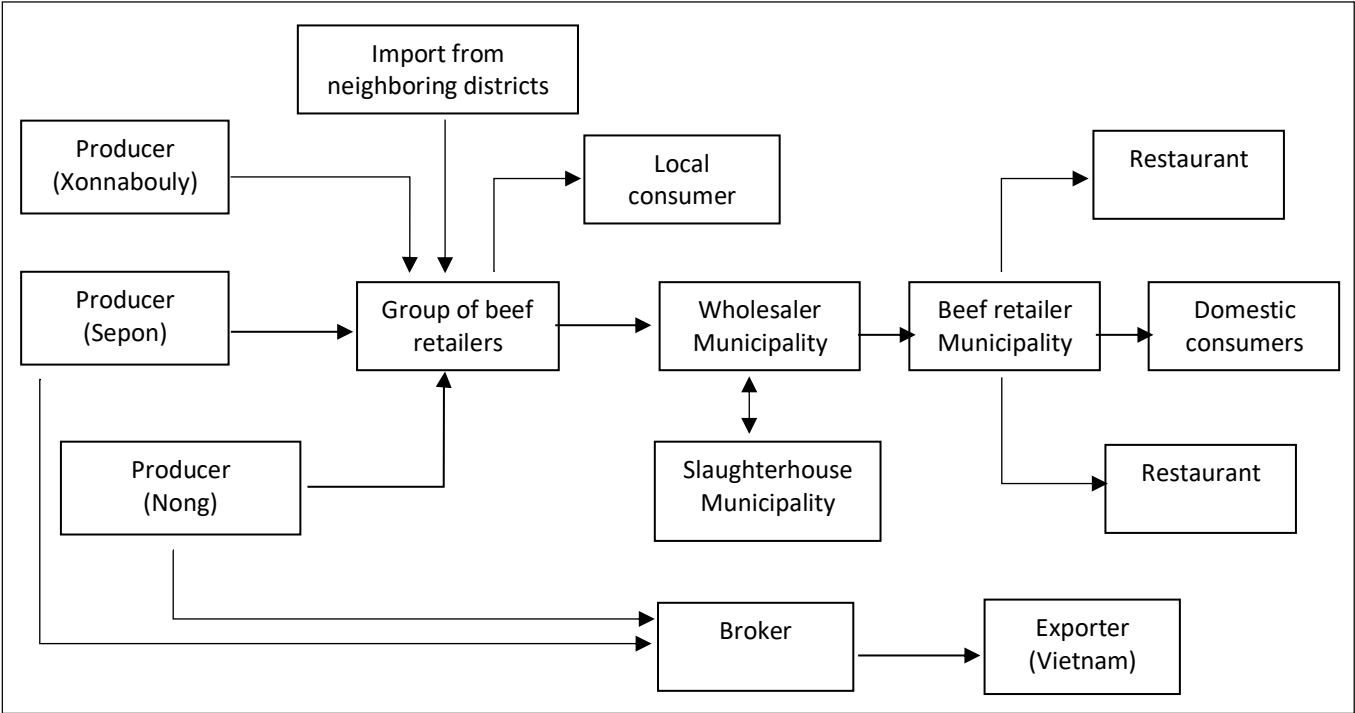 Import from
neighboring districts
Producer
(Xonnabouly)
Local
consumer
Restaurant
Producer
(Sepon)
Group of beef
retailers
Wholesaler
Municipality
Beef retailer
Municipality
Domestic
consumers
Producer
(Nong)
Slaughterhouse
Municipality
Restaurant
Broker
Exporter
(Vietnam)